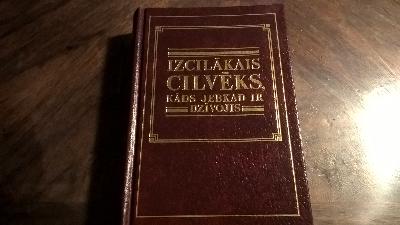 IZCILĀKAIS
CILVĒKS,
KĀDS JEBKAD IR
DZĪVOJIS